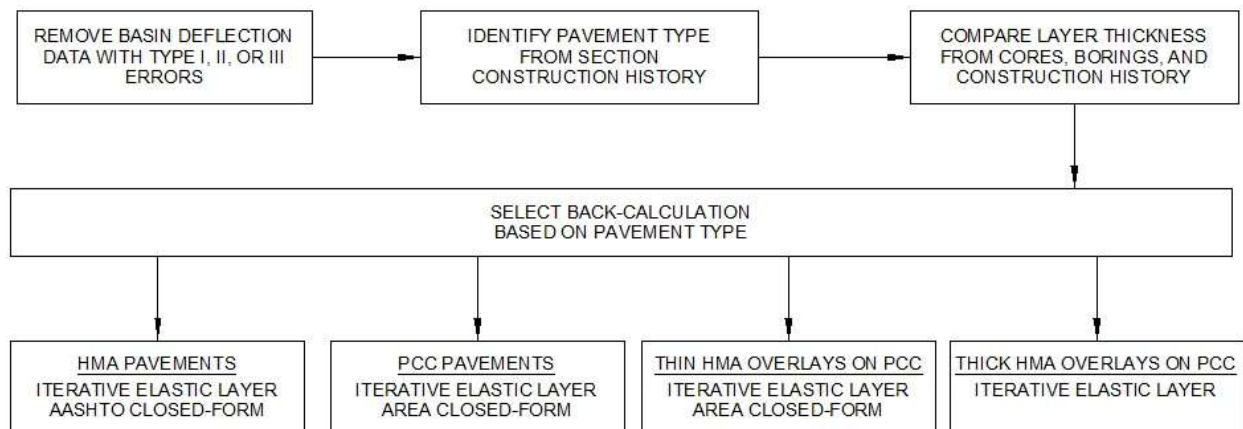 REMOVE BASIN DEFLECTION
DATA WITH TYPE I, II, OR III
ERRORS
IDENTIFY PAVEMENT TYPE
FROM SECTION
CONSTRUCTION HISTORY
COMPARE LAYER THICKNESS
FROM CORES, BORINGS, AND
CONSTRUCTION HISTORY
SELECT BACK-CALCULATION
BASED ON PAVEMENT TYPE
HMA PAVEMENTS
ITERATIVE ELASTIC LAYER
AASHTO CLOSED-FORM
PCC PAVEMENTS
ITERATIVE ELASTIC LAYER
AREA CLOSED-FORM
THIN HMA OVERLAYS ON PCC
ITERATIVE ELASTIC LAYER
AREA CLOSED-FORM
THICK HMA OVERLAYS ON PCC
ITERATIVE ELASTIC LAYER